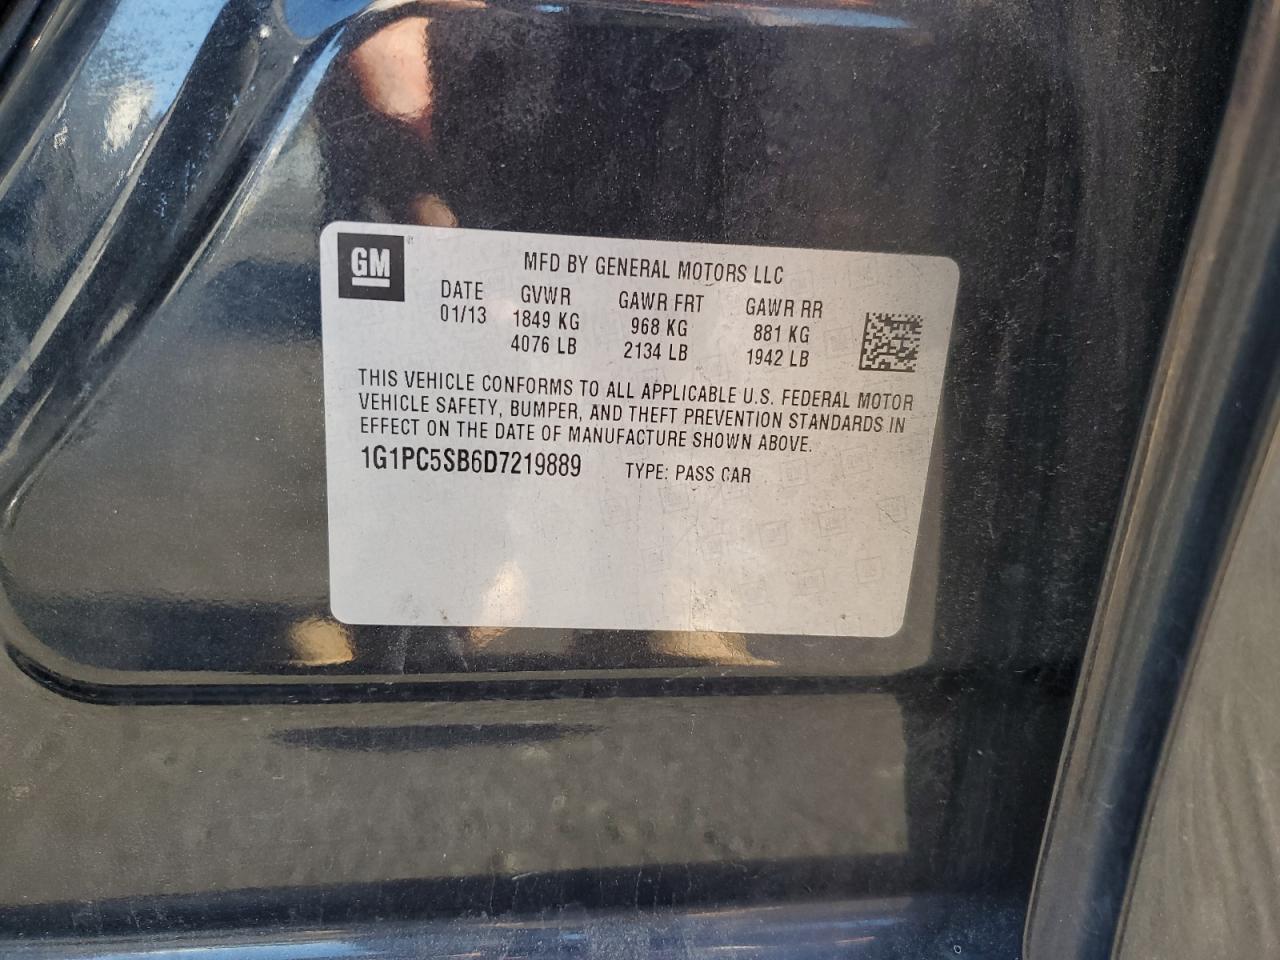 GM
MFD BY GENERAL MOTORS LLC
DATE GVWR GAWR FRT GAWR RR
01/13 1849 KG 968 KG 881 KG
4076 LB 2134 LB 1942 LB
THIS VEHICLE CONFORMS TO ALL APPLICABLE U.S. FEDERAL MOTOR
VEHICLE SAFETY, BUMPER, AND THEFT PREVENTION STANDARDS IN
EFFECT ON THE DATE OF MANUFACTURE SHOWN ABOVE.
1G1PC5SB6D7219889 TYPE: PASS CAR